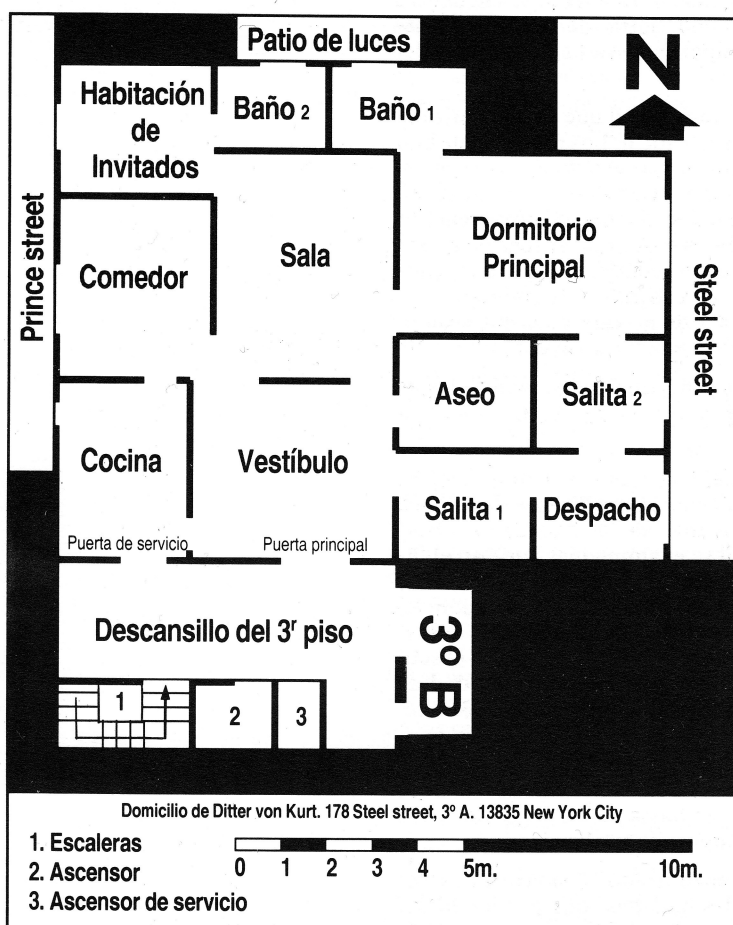 Patio de luces
N
Habitación
de
Invitados
Baño 2
Baño 1
Prince street
Comedor
Sala
Dormitorio
Principal
Steel street
Aseo
Salita 2
Cocina
Vestíbulo
Salita 1
Despacho
Puerta de servicio
Puerta principal
Descansillo del 3r piso
3º B
1
2
3
Domicilio de Ditter von Kurt. 178 Steel street, 3º A. 13835 New York City
1. Escaleras
2. Ascensor
3. Ascensor de servicio
0 1 2 3 4 5m. 10m.